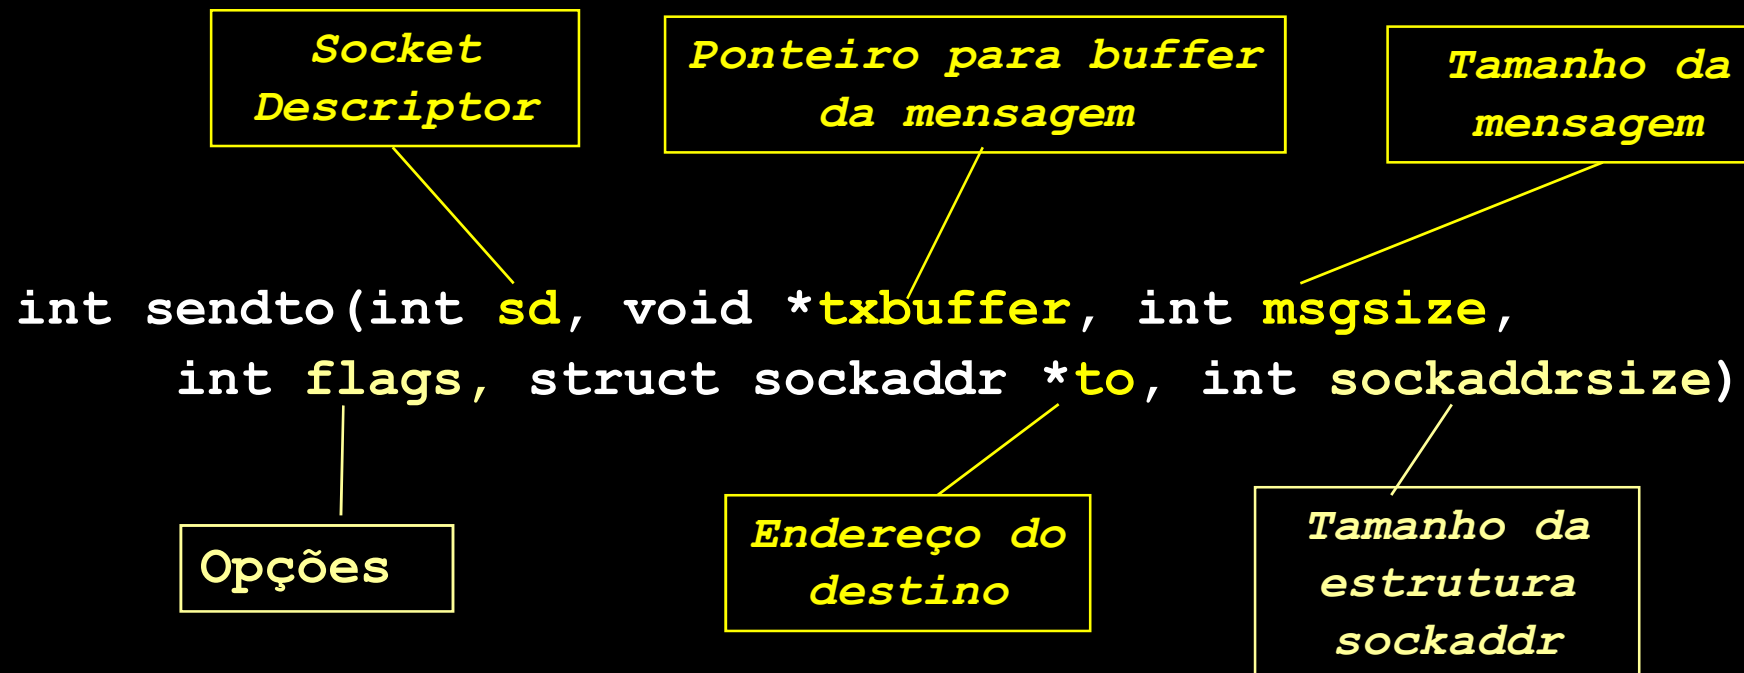 Socket
Descriptor
Ponteiro para buffer
da mensagem
Tamanho da
mensagem
int sendto(int sd, void *txbuffer, int msgsize,
int flags, struct sockaddr *to, int sockaddrsize)
Opções
Endereço do
destino
Tamanho da
estrutura
sockaddr